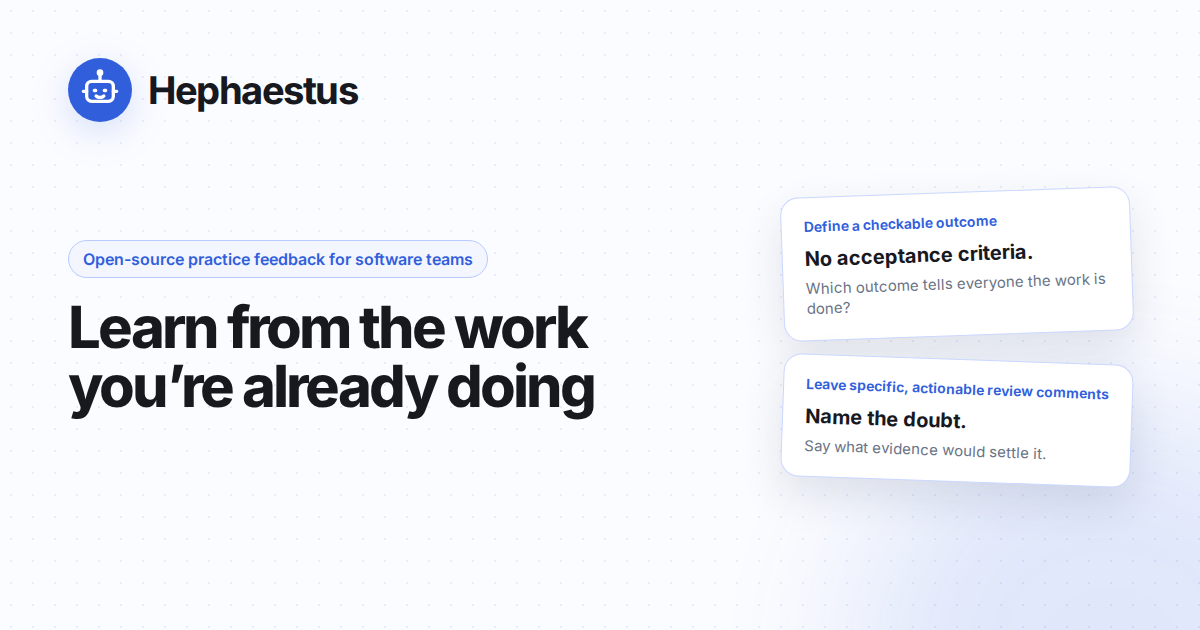 Hephaestus
Open-source practice feedback for software teams
Learn from the work
you’re already doing
Define a checkable outcome
No acceptance criteria.
Which outcome tells everyone the work is
done?
Leave specific, actionable review comments
Name the doubt.
Say what evidence would settle it.